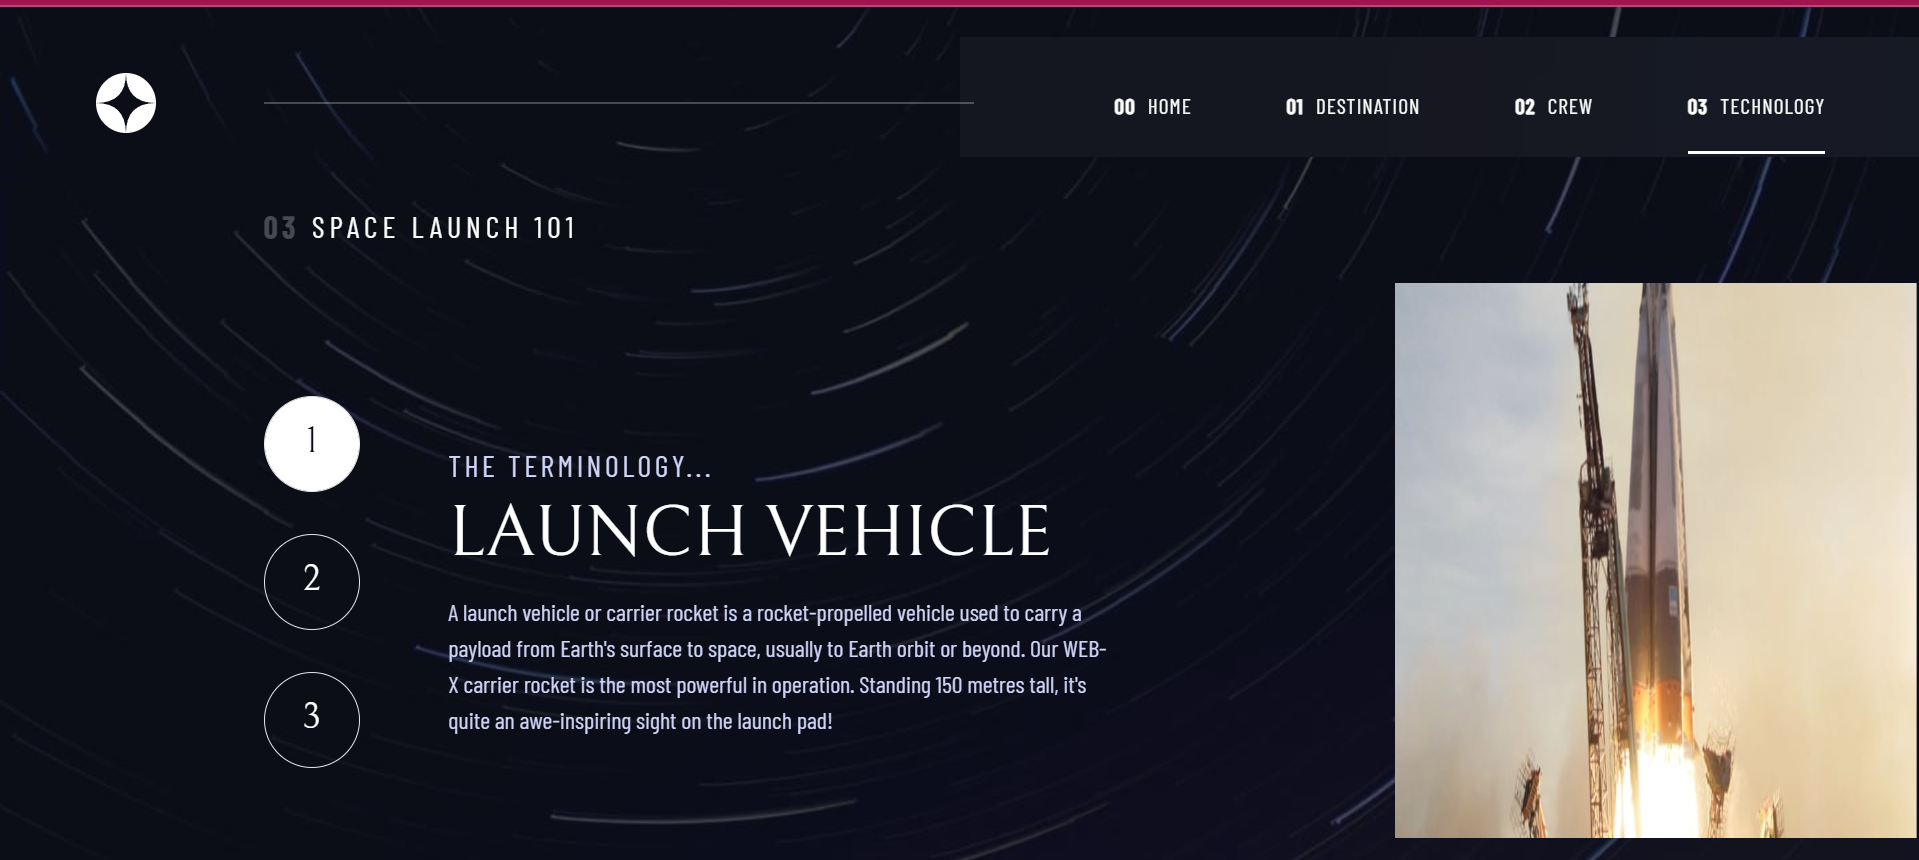 00 HOME
01 DESTINATION
02 CREW
03 TECHNOLOGY
03 SPACE LAUNCH 101
1
2
3
THE TERMINOLOGY...
LAUNCH VEHICLE
A launch vehicle or carrier rocket is a rocket-propelled vehicle used to carry a
payload from Earth's surface to space, usually to Earth orbit or beyond. Our WEB-
X carrier rocket is the most powerful in operation. Standing 150 metres tall, it's
quite an awe-inspiring sight on the launch pad!